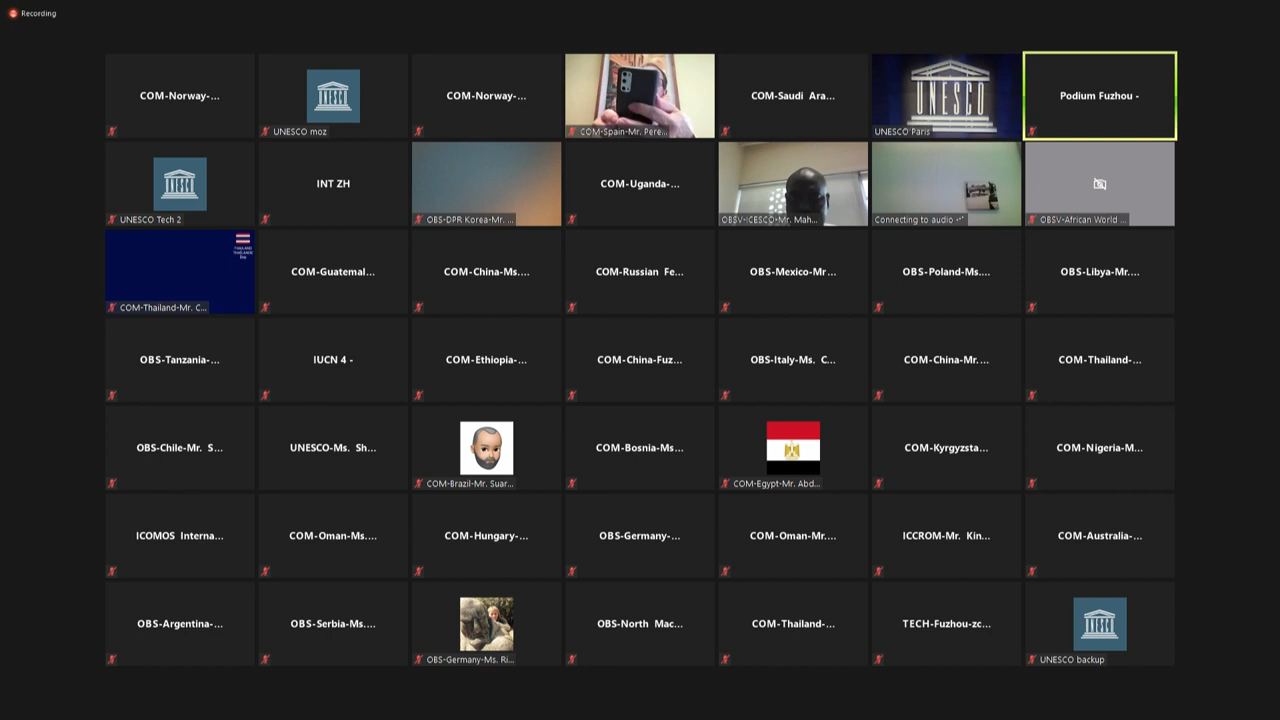 Recording
COM-Norway-...
UNESCO moz
COM-Norway-...
COM-Spain-Mr. Pere...
COM-Saudi Ara...
UNESCO
UNESCO Paris
Podium Fuzhou -
UNESCO Tech 2
INT ZH
OBS-DPR Korea-Mr. ...
COM-Uganda-...
OBSV-ICESCO-Mr. Mah...
Connecting to audio
OBSV-African World ...
COM-Thailand-Mr. C...
COM-Guatemal...
COM-China-Ms....
COM-Russian Fe...
OBS-Mexico-Mr...
OBS-Poland-Ms....
OBS-Libya-Mr....
OBS-Tanzania-...
IUCN 4 -
COM-Ethiopia-...
COM-China-Fuz...
OBS-Italy-Ms. C...
COM-China-Mr....
COM-Thailand-...
OBS-Chile-Mr. S...
UNESCO-Ms. Sh...
COM-Brazil-Mr. Suar...
COM-Bosnia-Ms...
COM-Egypt-Mr. Abd...
COM-Kyrgyzsta...
COM-Nigeria-M...
ICOMOS Interna...
COM-Oman-Ms....
COM-Hungary-...
OBS-Germany-...
COM-Oman-Mr....
ICCROM-Mr. Kin...
COM-Australia-...
OBS-Argentina-...
OBS-Serbia-Ms....
OBS-Germany-Ms. Ri...
OBS-North Mac...
COM-Thailand-...
TECH-Fuzhou-zc...
UNESCO backup